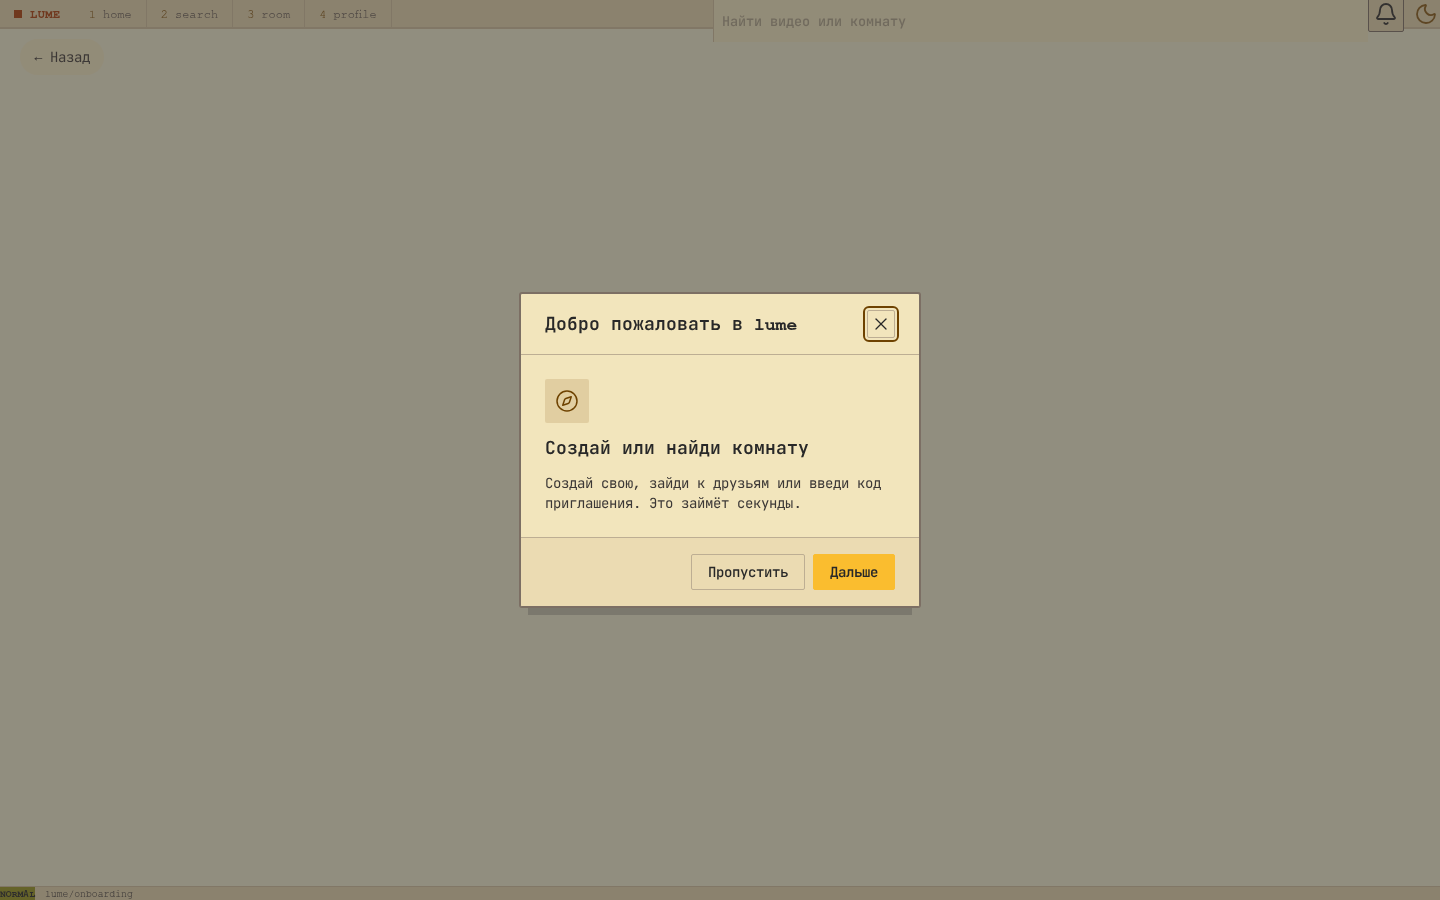 LUME 1 home 2 search 3 room 4 profile Найти видео или комнату
← Назад
Добро пожаловать в lume
Создай или найди комнату
Создай свою, зайди к друзьям или введи код
приглашения. Это займёт секунды.
Пропустить Дальше
NORMAL lume/onboarding